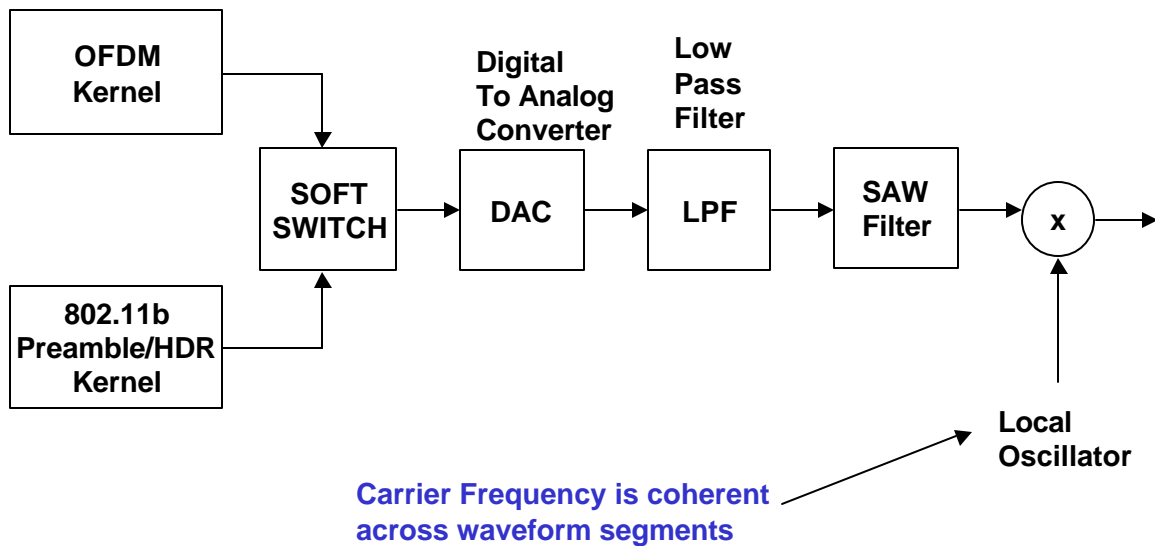 OFDM
Kernel
Digital
To Analog
Converter
Low
Pass
Filter
SOFT
SWITCH
DAC
LPF
SAW
Filter
x
802.11b
Preamble/HDR
Kernel
Local
Oscillator
Carrier Frequency is coherent
across waveform segments